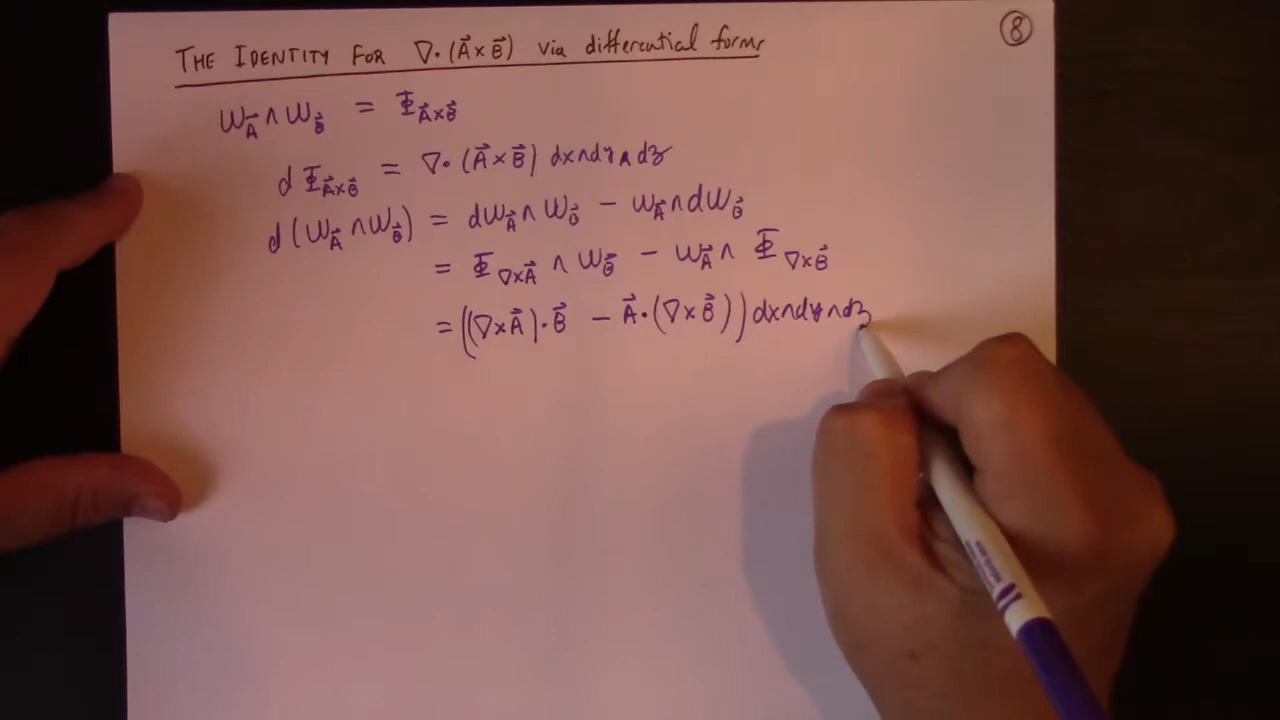 THE IDENTITY FOR ∇·(A⃗×B⃗) via differential forms
⑧
ω_A⃗ ∧ ω_B⃗ = Φ_A⃗×B⃗
dΦ_A⃗×B⃗ = ∇·(A⃗×B⃗) dx∧dy∧dz
d(ω_A⃗ ∧ ω_B⃗) = dω_A⃗ ∧ ω_B⃗ − ω_A⃗ ∧ dω_B⃗
= Φ_∇×A⃗ ∧ ω_B⃗ − ω_A⃗ ∧ Φ_∇×B⃗
= ((∇×A⃗)·B⃗ − A⃗·(∇×B⃗)) dx∧dy∧dz